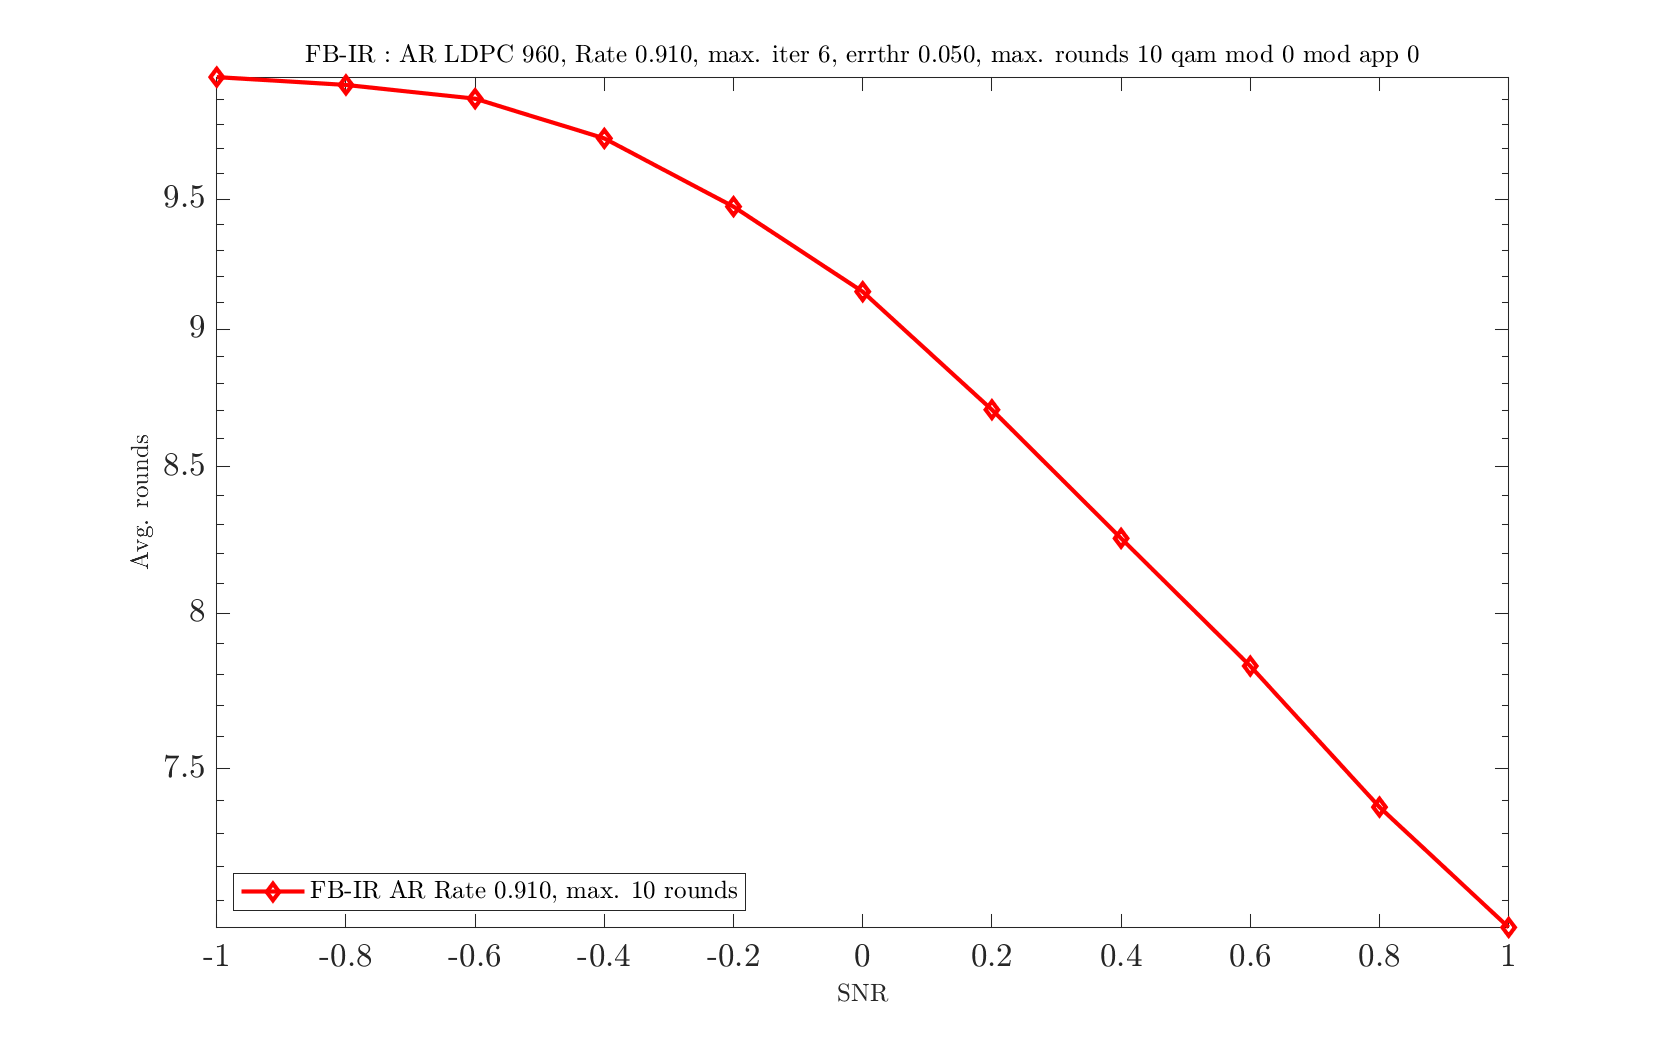 FB-IR : AR LDPC 960, Rate 0.910, max. iter 6, errthr 0.050, max. rounds 10 qam mod 0 mod app 0
9.5
9
8.5
8
7.5
Avg. rounds
FB-IR AR Rate 0.910, max. 10 rounds
-1 -0.8 -0.6 -0.4 -0.2 0 0.2 0.4 0.6 0.8 1
SNR